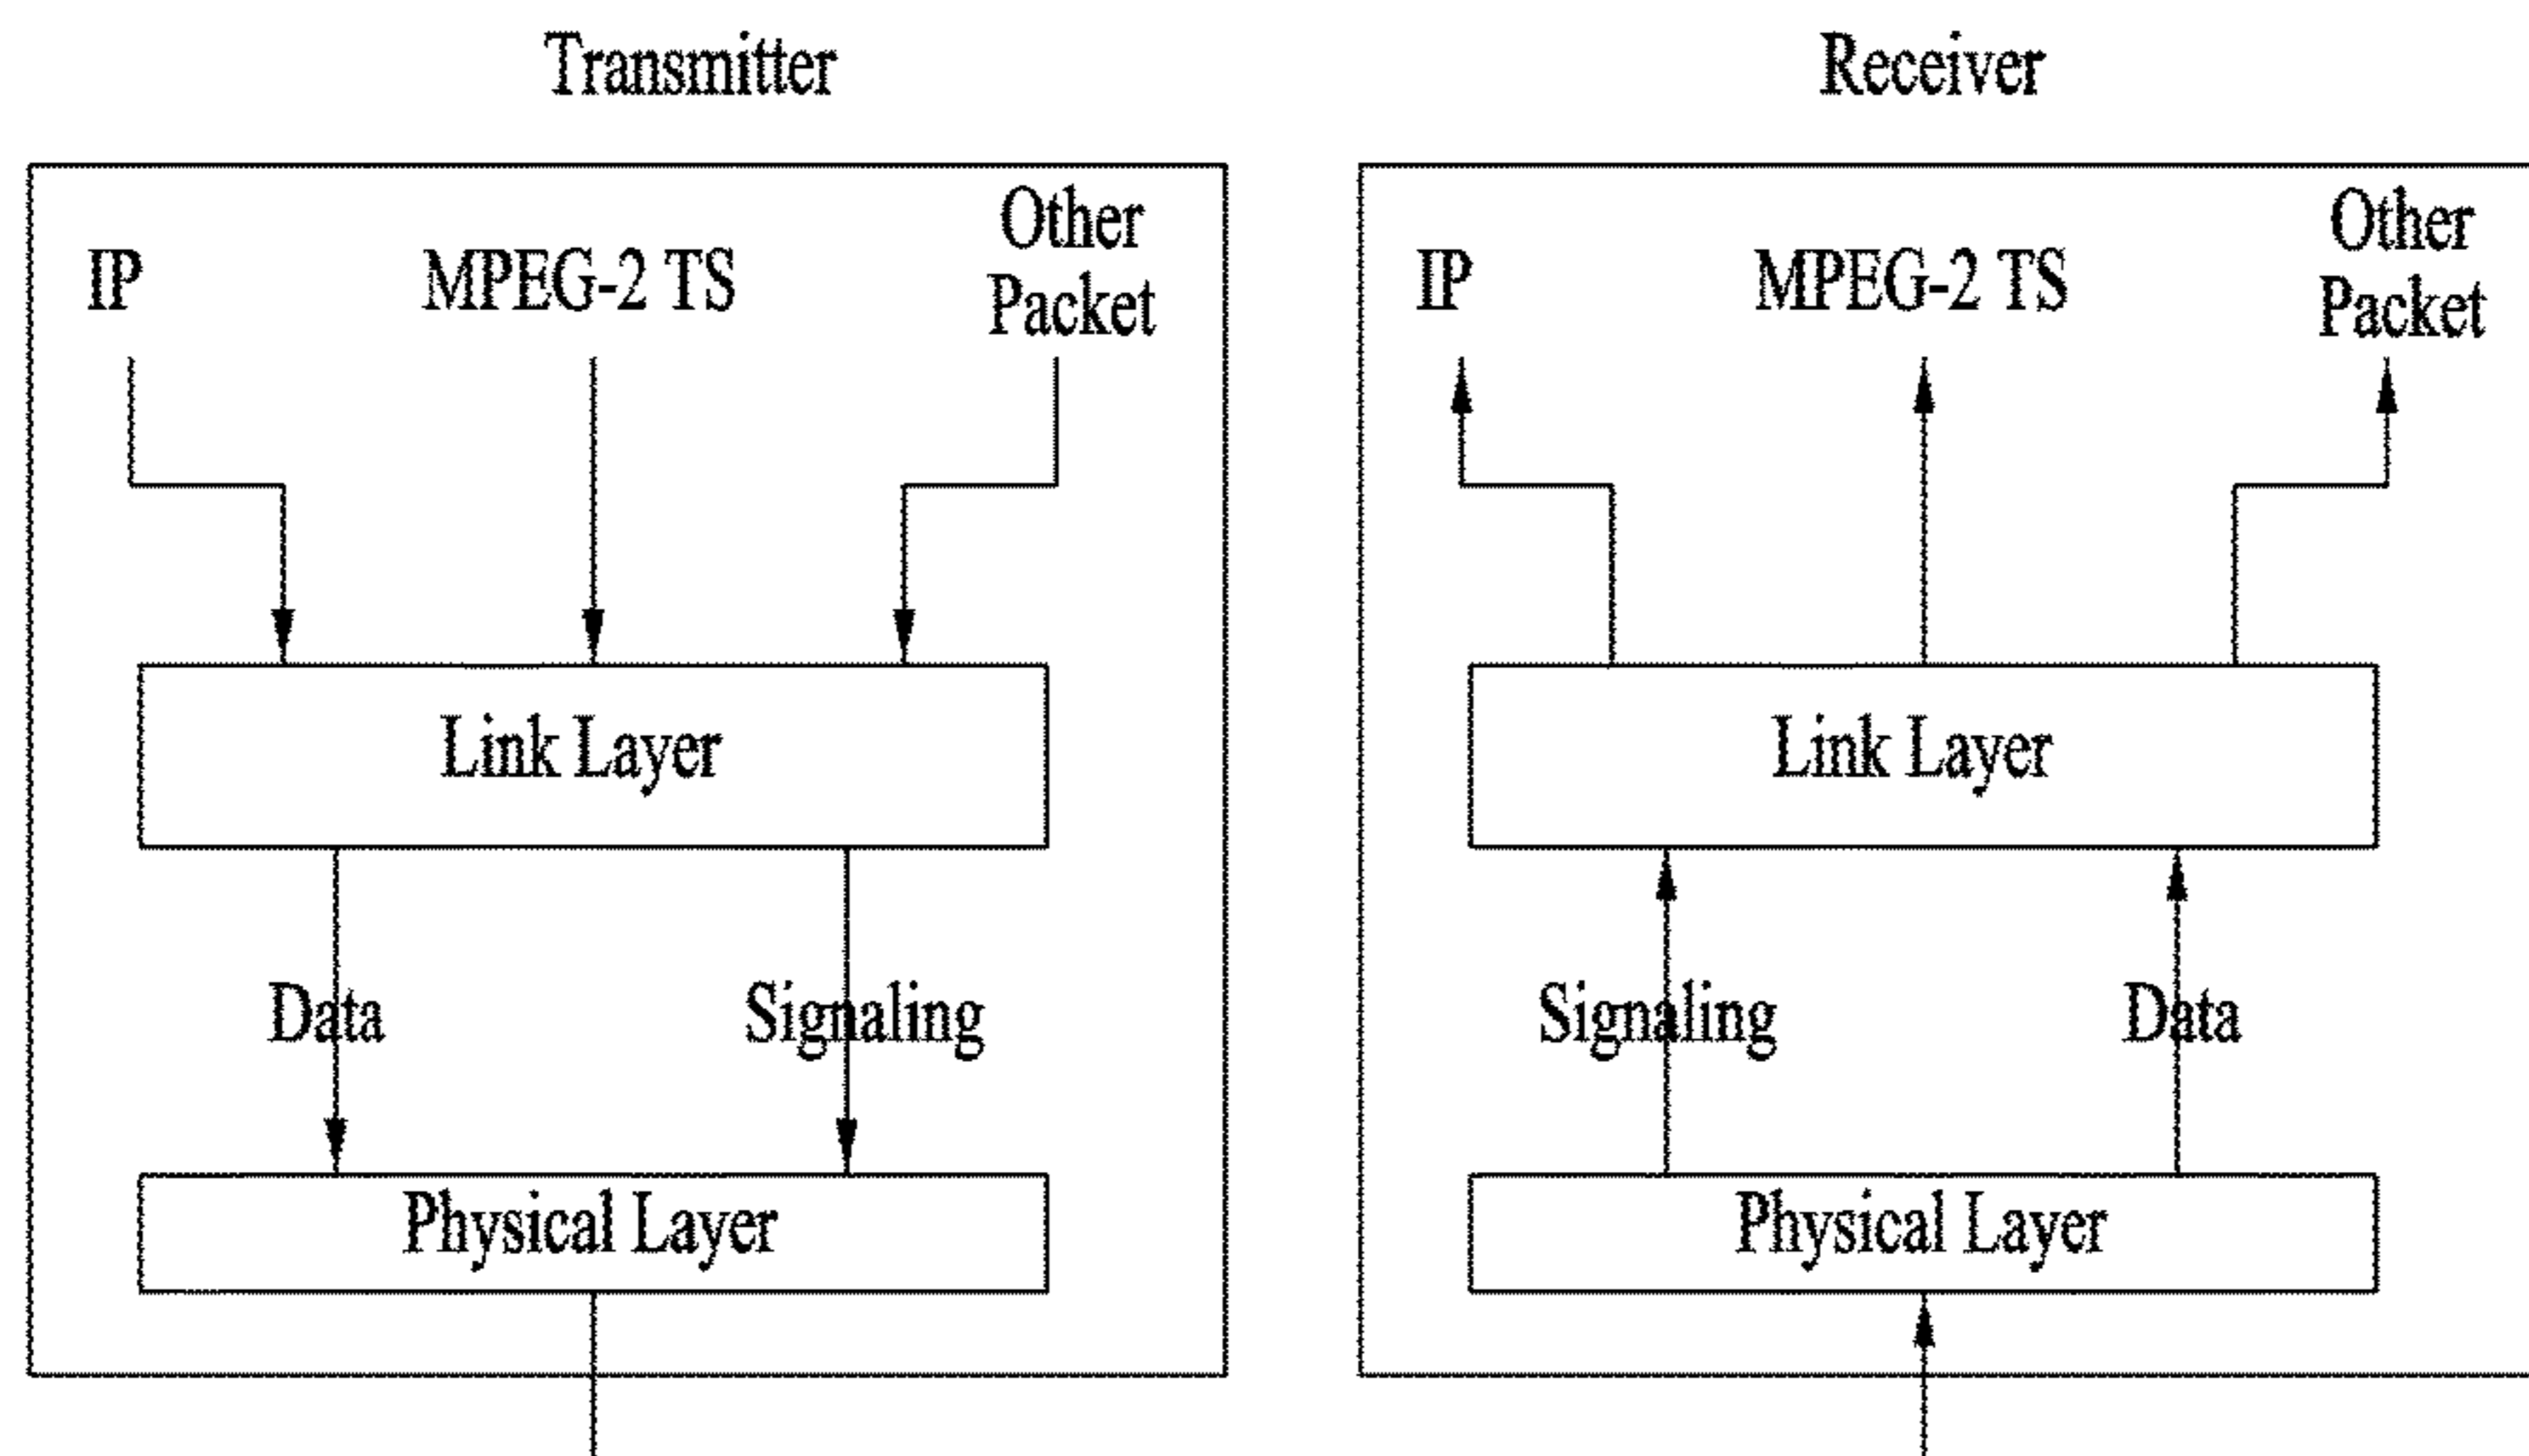 Transmitter
IP
MPEG-2 TS
Other
Packet
Link Layer
Data
Signaling
Physical Layer
Receiver
IP
MPEG-2 TS
Other
Packet
Link Layer
Signaling
Data
Physical Layer